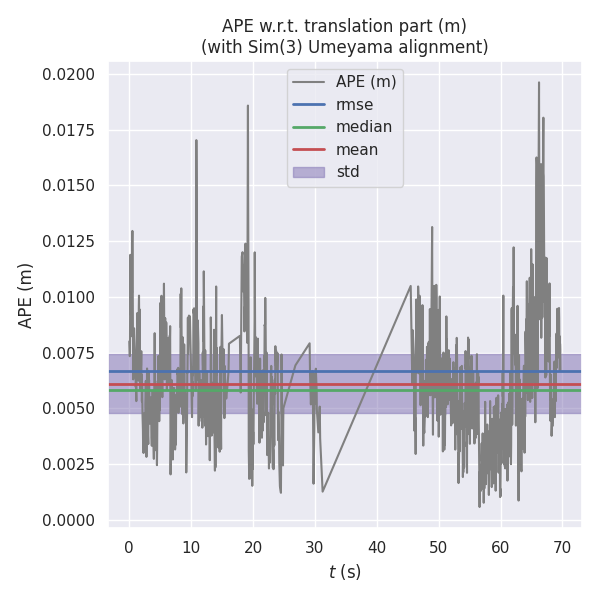 APE w.r.t. translation part (m)
(with Sim(3) Umeyama alignment)
APE (m)
rmse
median
mean
std
APE (m)
0.0200
0.0175
0.0150
0.0125
0.0100
0.0075
0.0050
0.0025
0.0000
0 10 20 30 40 50 60 70
t (s)